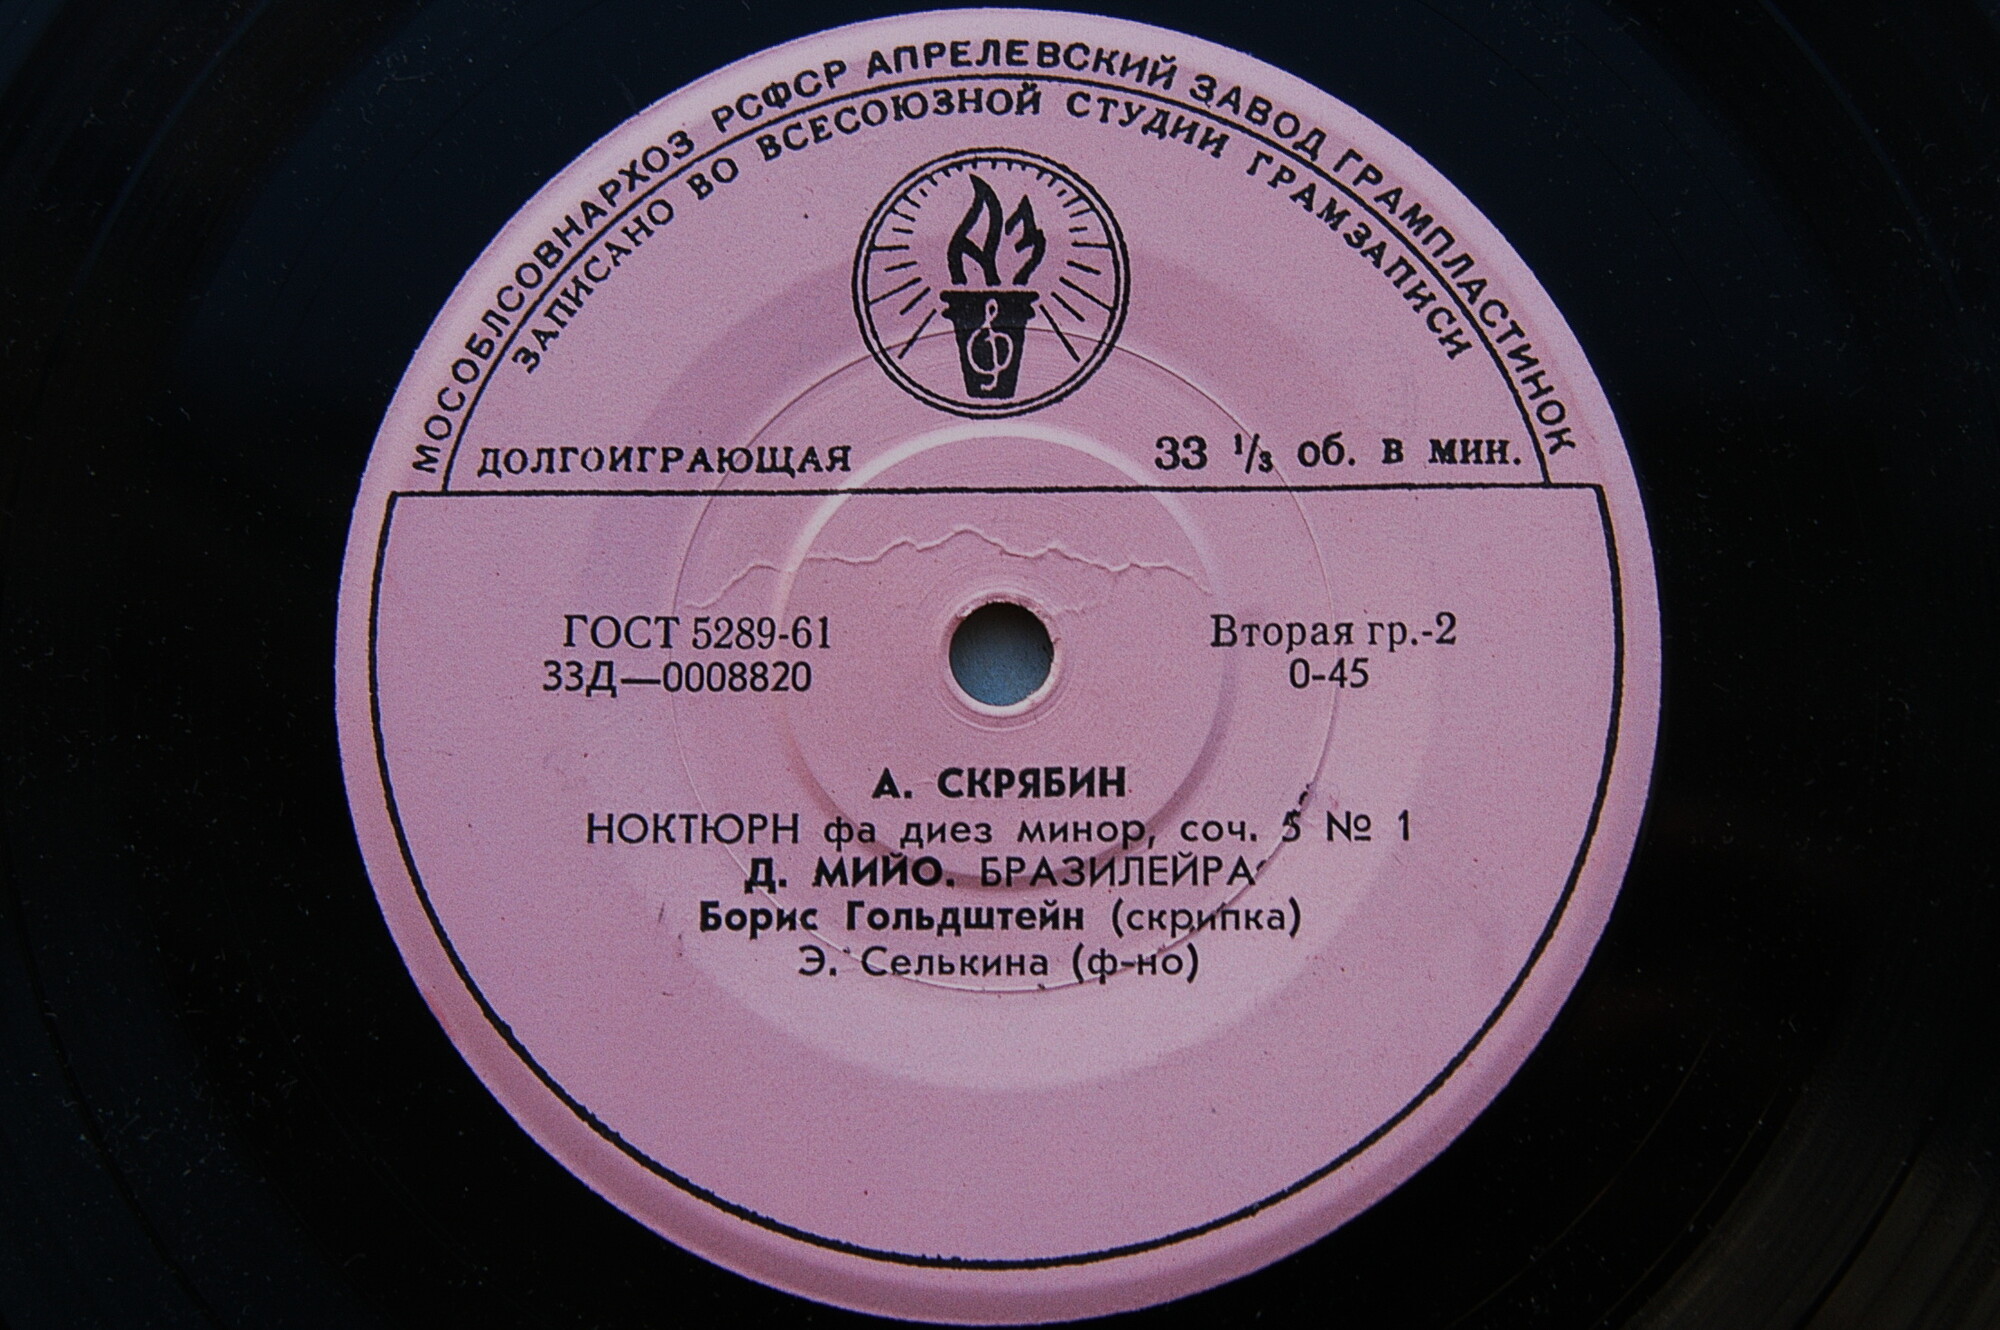 МОСОБЛСОВНАРХОЗ РСФСР АПРЕЛЕВСКИЙ ЗАВОД ГРАМПЛАСТИНОК
ЗАПИСАНО ВО ВСЕСОЮЗНОЙ СТУДИИ ГРАМЗАПИСИ
АЗ
ДОЛГОИГРАЮЩАЯ 33 1/3 об. в мин.
ГОСТ 5289-61 Вторая гр.-2
33Д—0008820 0-45
А. СКРЯБИН
НОКТЮРН фа диез минор, соч. 5 № 1
Д. МИЙО. БРАЗИЛЕЙРА
Борис Гольдштейн (скрипка)
Э. Селькина (ф-но)